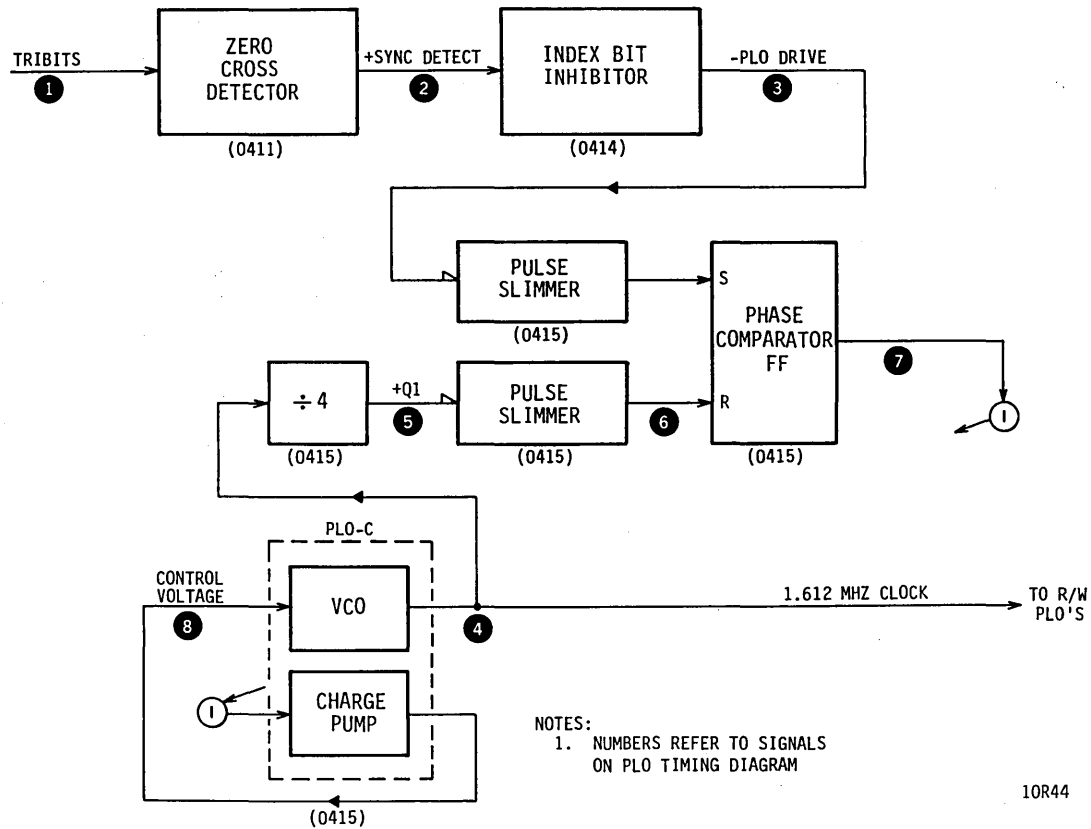 TRIBITS
1
ZERO
CROSS
DETECTOR
(0411)
+SYNC DETECT
2
INDEX BIT
INHIBITOR
(0414)
-PLO DRIVE
3
PULSE
SLIMMER
(0415)
S
PHASE
COMPARATOR
FF
R
(0415)
7
I
÷4
(0415)
+Q1
5
PULSE
SLIMMER
(0415)
6
PLO-C
CONTROL
VOLTAGE
8
VCO
4
1.612 MHZ CLOCK
TO R/W
PLO'S
I
CHARGE
PUMP
(0415)
NOTES:
1. NUMBERS REFER TO SIGNALS
ON PLO TIMING DIAGRAM
10R44